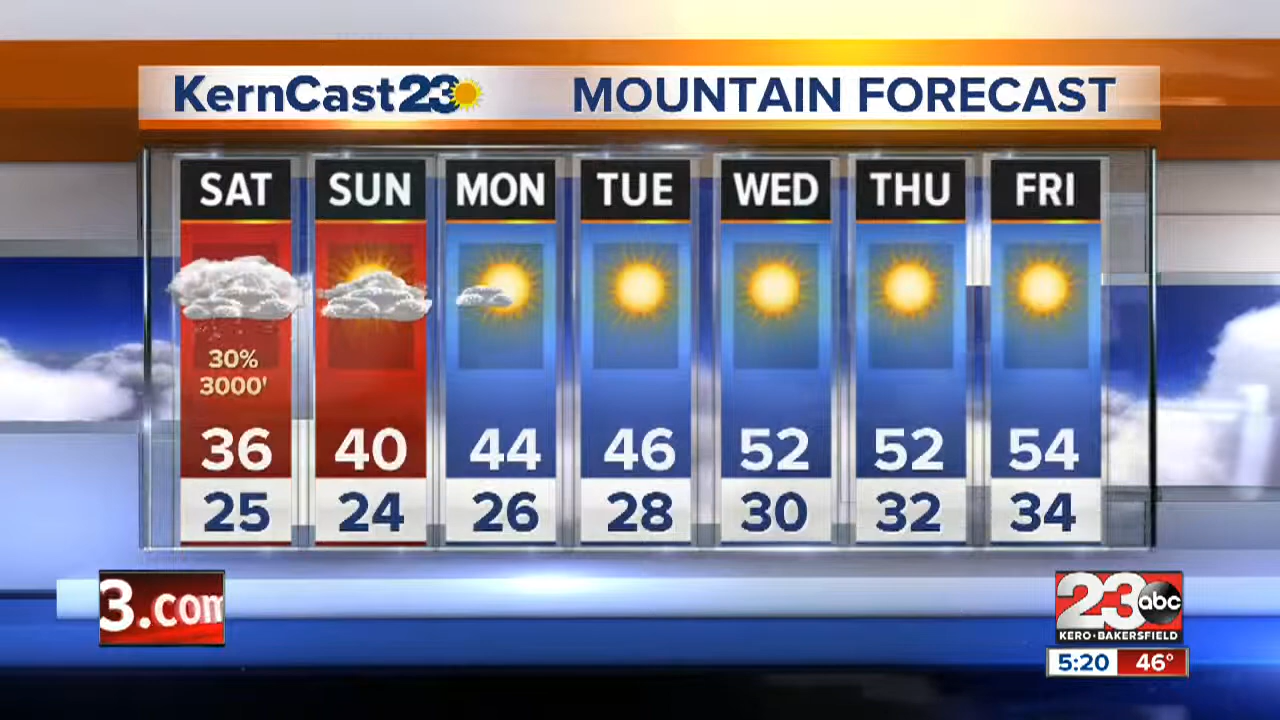 KernCast23 MOUNTAIN FORECAST
SAT SUN MON TUE WED THU FRI
30%
3000'
36 40 44 46 52 52 54
25 24 26 28 30 32 34
3.com
23 abc
KERO•BAKERSFIELD
5:20 46°